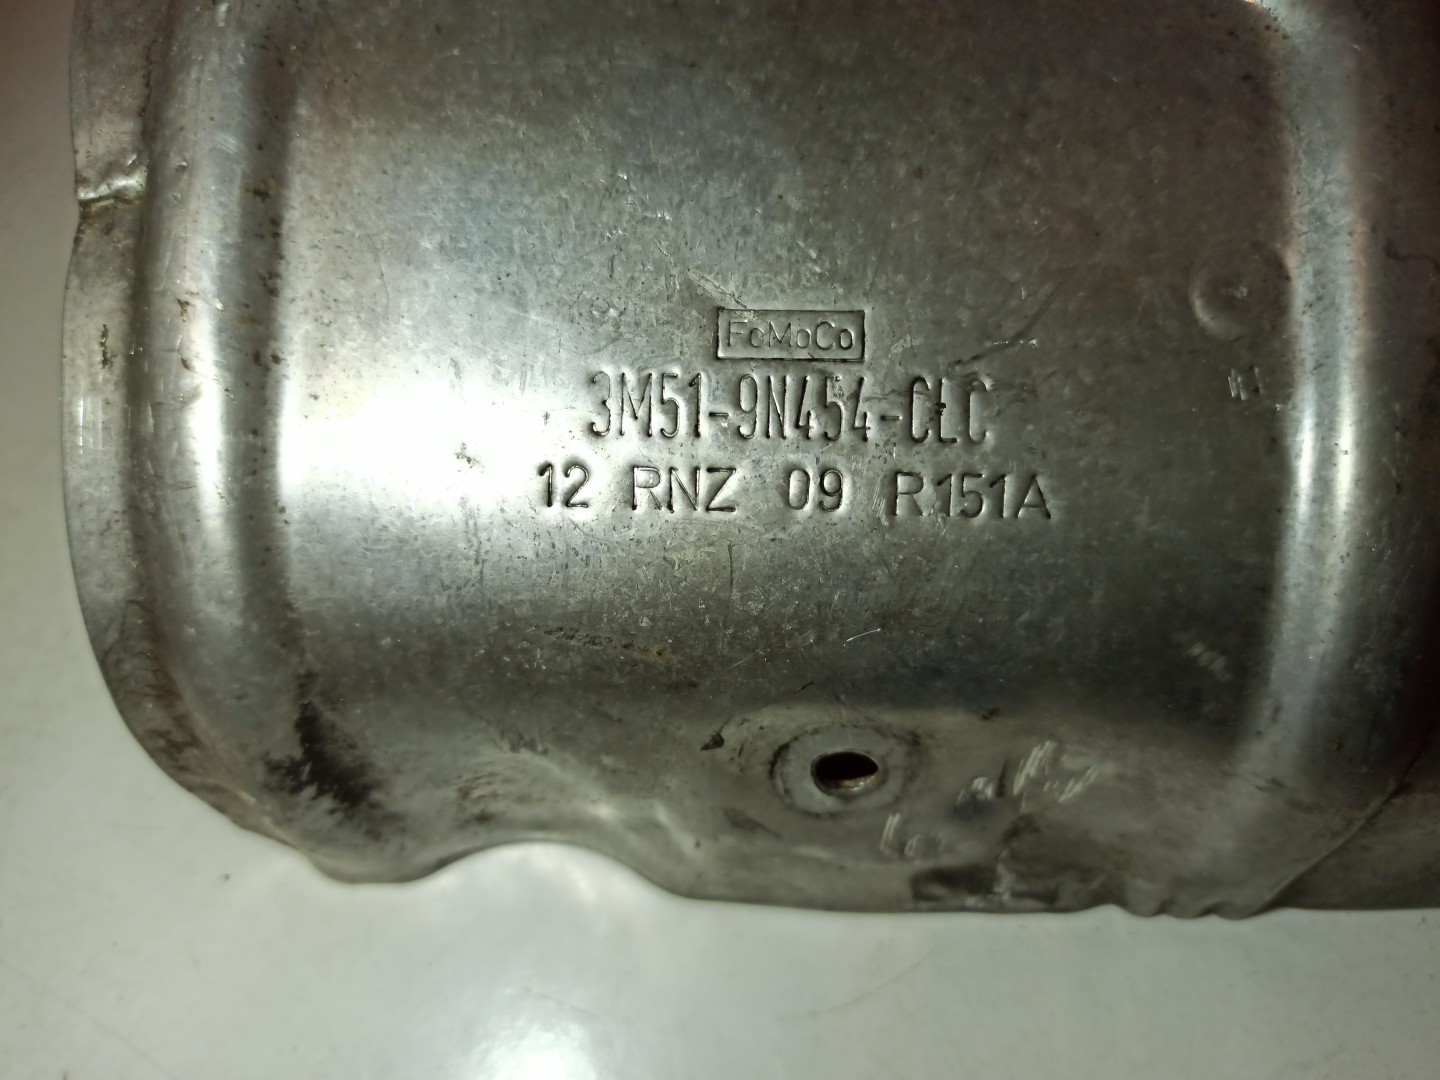 FoMoCo
3M51-9N454-CLC
12 RNZ 09 R151A